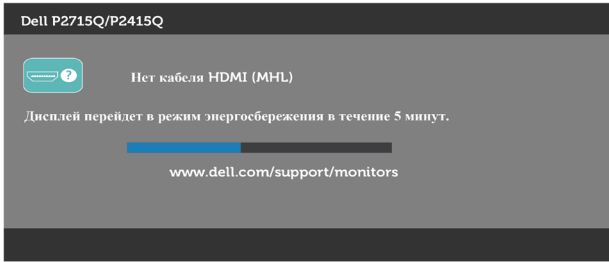 Dell P2715Q/P2415Q
Нет кабеля HDMI (MHL)
Дисплей перейдет в режим энергосбережения в течение 5 минут.
www.dell.com/support/monitors